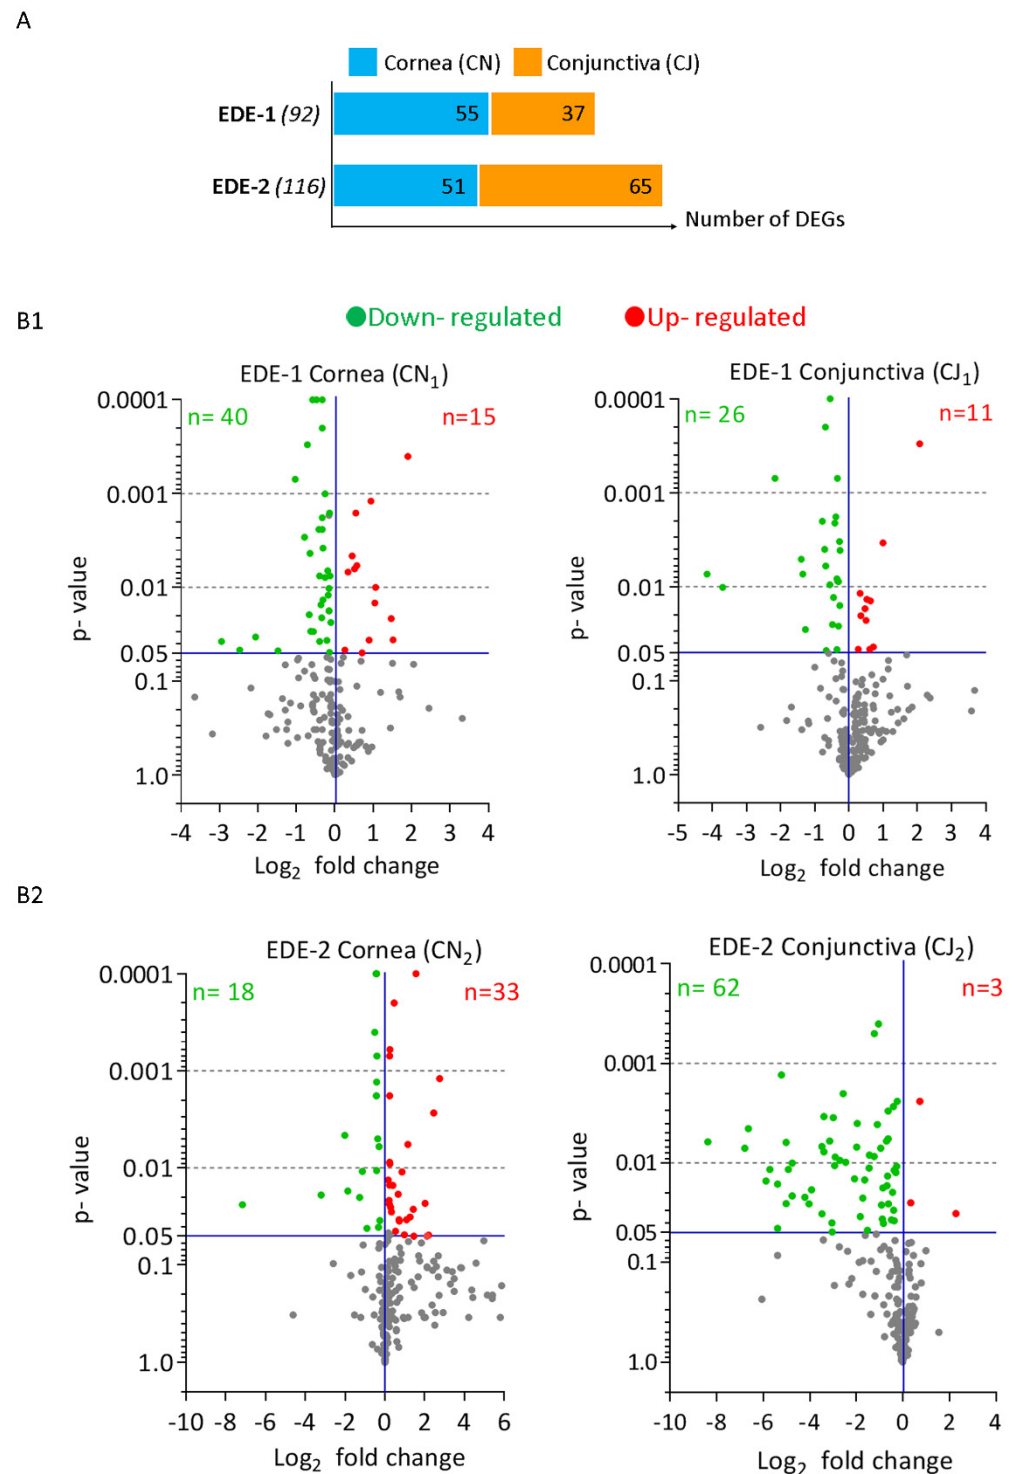 A
Cornea (CN) Conjunctiva (CJ)
EDE-1 (92) 55 37
EDE-2 (116) 51 65
Number of DEGs
B1
Down- regulated Up- regulated
EDE-1 Cornea (CN₁)
n= 40 n=15
0.0001
0.001
0.01
0.05
0.1
1.0
p- value
-4 -3 -2 -1 0 1 2 3 4
Log₂ fold change
EDE-1 Conjunctiva (CJ₁)
n= 26 n=11
0.0001
0.001
0.01
0.05
0.1
1.0
p- value
-5 -4 -3 -2 -1 0 1 2 3 4
Log₂ fold change
B2
EDE-2 Cornea (CN₂)
n= 18 n=33
0.0001
0.001
0.01
0.05
0.1
1.0
p- value
-10 -8 -6 -4 -2 0 2 4 6
Log₂ fold change
EDE-2 Conjunctiva (CJ₂)
n= 62 n=3
0.0001
0.001
0.01
0.05
0.1
1.0
p- value
-10 -8 -6 -4 -2 0 2 4
Log₂ fold change